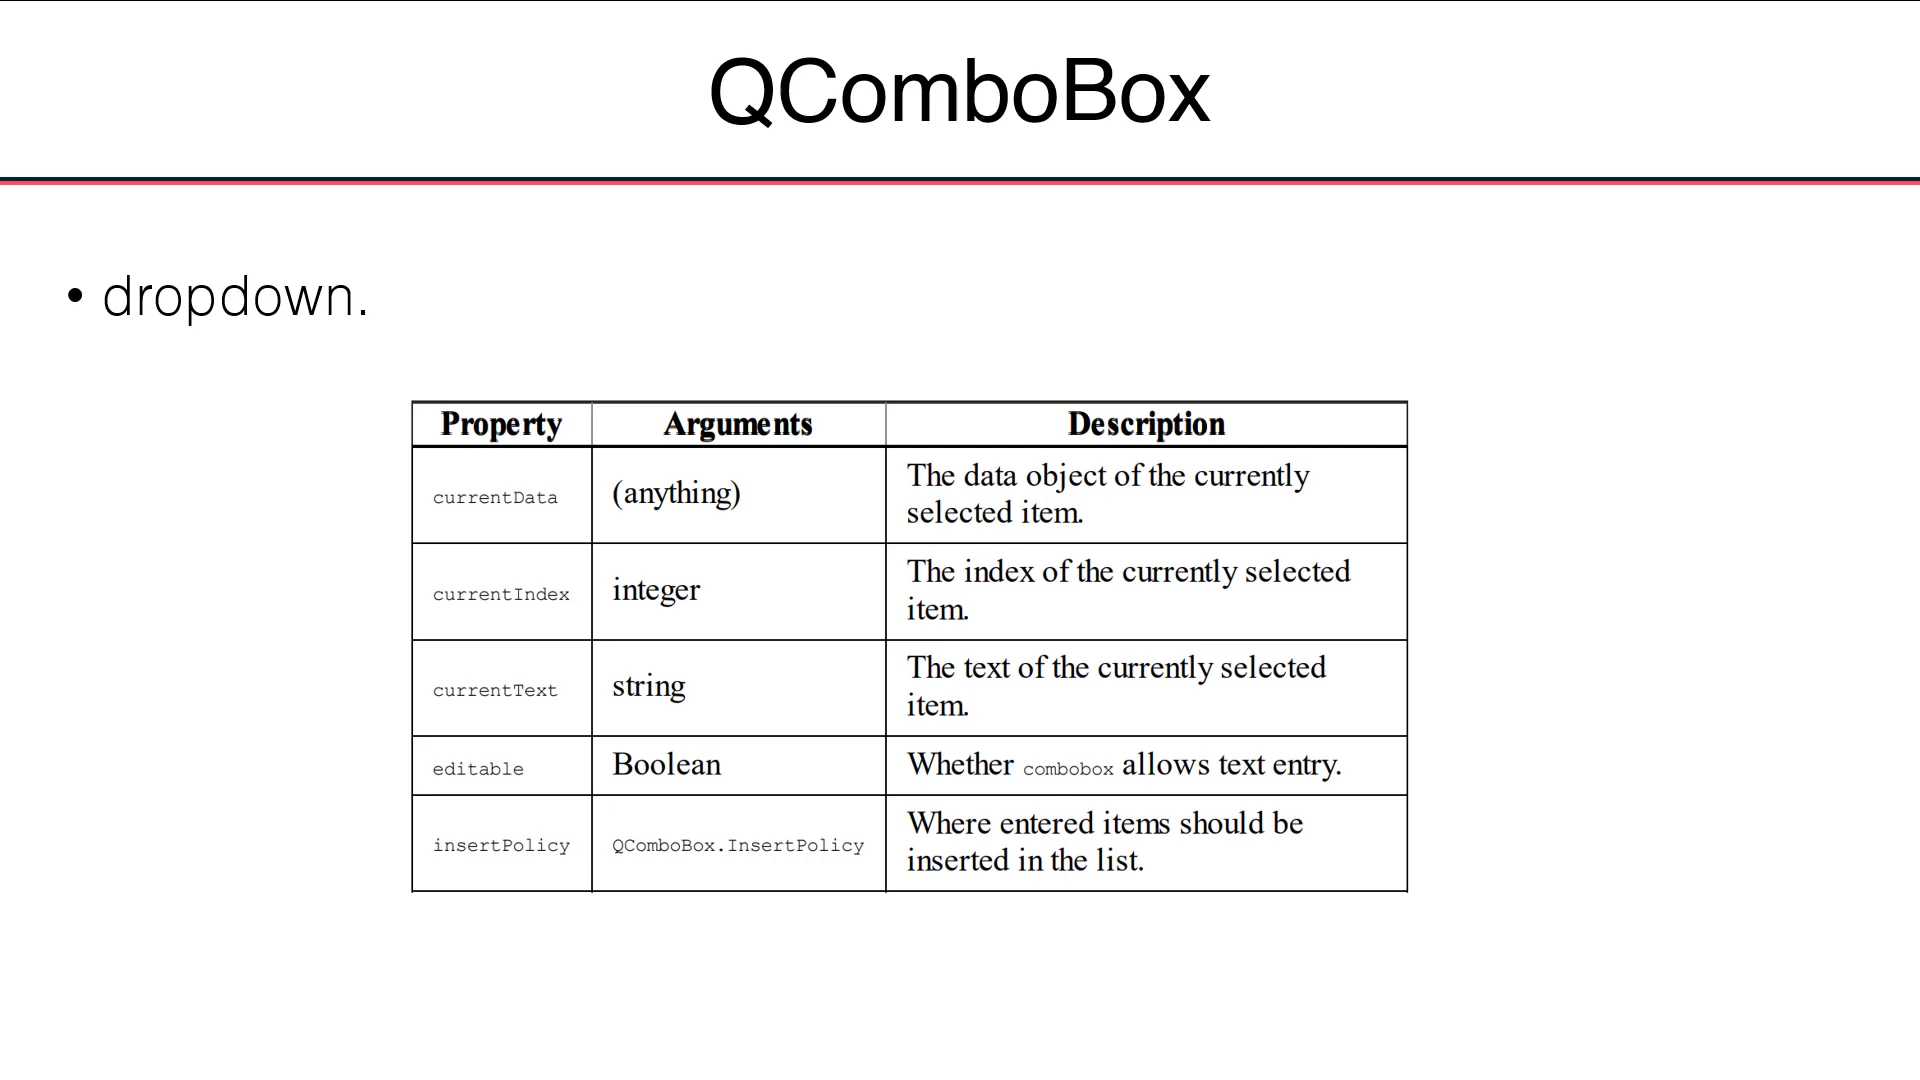 QComboBox
• dropdown.
Property Arguments Description
currentData (anything) The data object of the currently
selected item.
currentIndex integer The index of the currently selected
item.
currentText string The text of the currently selected
item.
editable Boolean Whether combobox allows text entry.
insertPolicy QComboBox.InsertPolicy Where entered items should be
inserted in the list.